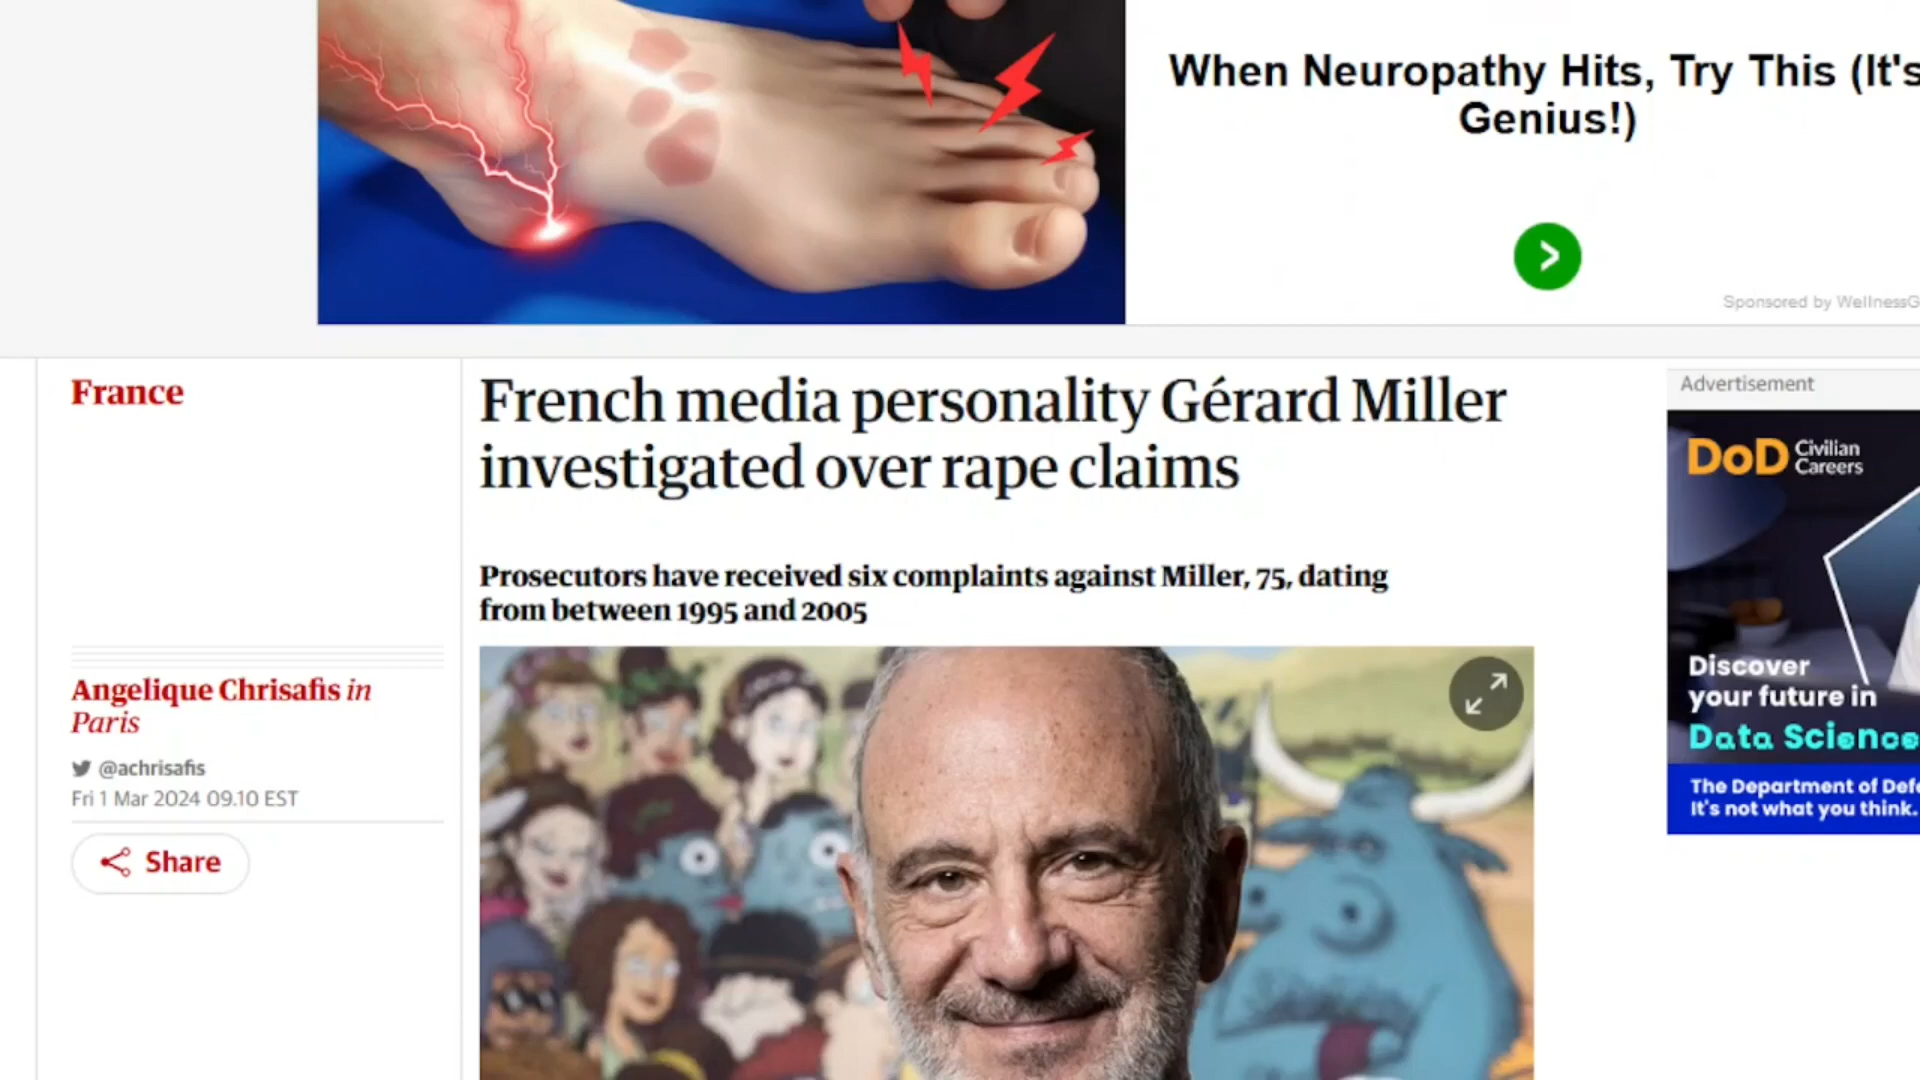 When Neuropathy Hits, Try This (It's
Genius!)
Sponsored by WellnessG
France
French media personality Gérard Miller
investigated over rape claims
Prosecutors have received six complaints against Miller, 75, dating
from between 1995 and 2005
Angelique Chrisafis in
Paris
@achrisafis
Fri 1 Mar 2024 09.10 EST
Share
Advertisement
DoD Civilian
Careers
Discover
your future in
Data Science
The Department of Defe
It's not what you think.